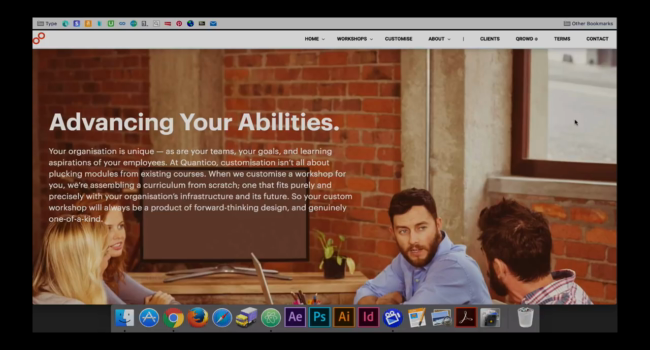 Type
Other Bookmarks
HOME WORKSHOPS CUSTOMISE ABOUT | CLIENTS QROWD TERMS CONTACT
Advancing Your Abilities.
Your organisation is unique — as are your teams, your goals, and learning
aspirations of your employees. At Quantico, customisation isn't all about
plucking modules from existing courses. When we customise a workshop for
you, we're assembling a curriculum from scratch; one that fits purely and
precisely with your organisation's infrastructure and its future. So your custom
workshop will always be a product of forward-thinking design, and genuinely
one-of-a-kind.
Ae Ps Ai Id